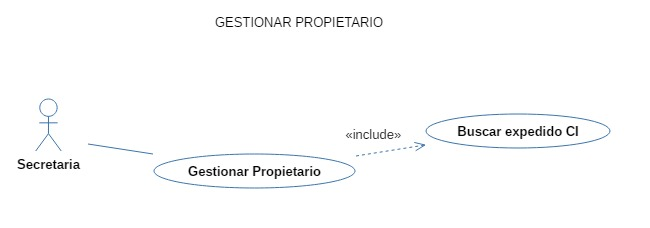 GESTIONAR PROPIETARIO
«include»
Buscar expedido CI
Secretaria
Gestionar Propietario